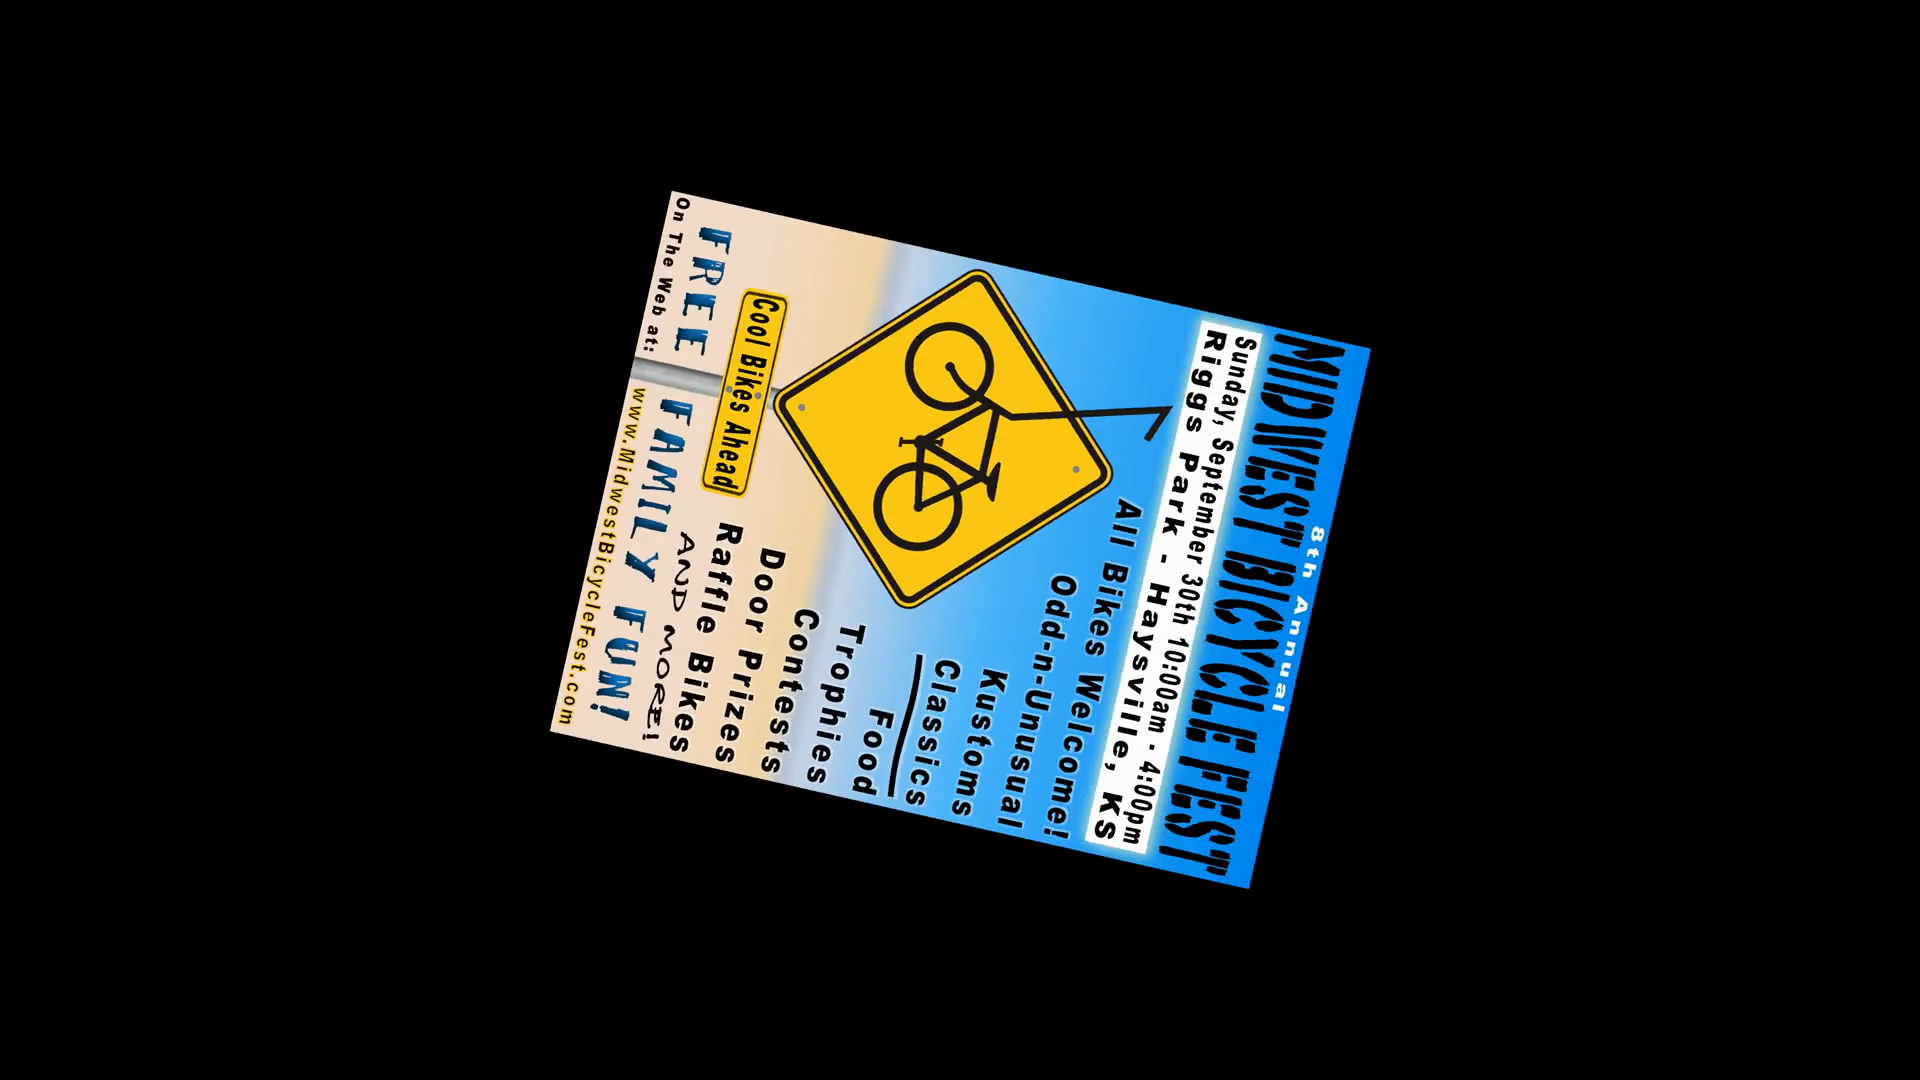 8th Annual
MIDWEST BICYCLE FEST
Sunday, September 30th 10:00am - 4:00pm
Riggs Park - Haysville, KS
All Bikes Welcome!
Odd-n-Unusual
Kustoms
Classics
Food
Trophies
Contests
Door Prizes
Raffle Bikes
AND MORE!
Cool Bikes Ahead
FREE FAMILY FUN!
On The Web at: www.MidwestBicycleFest.com